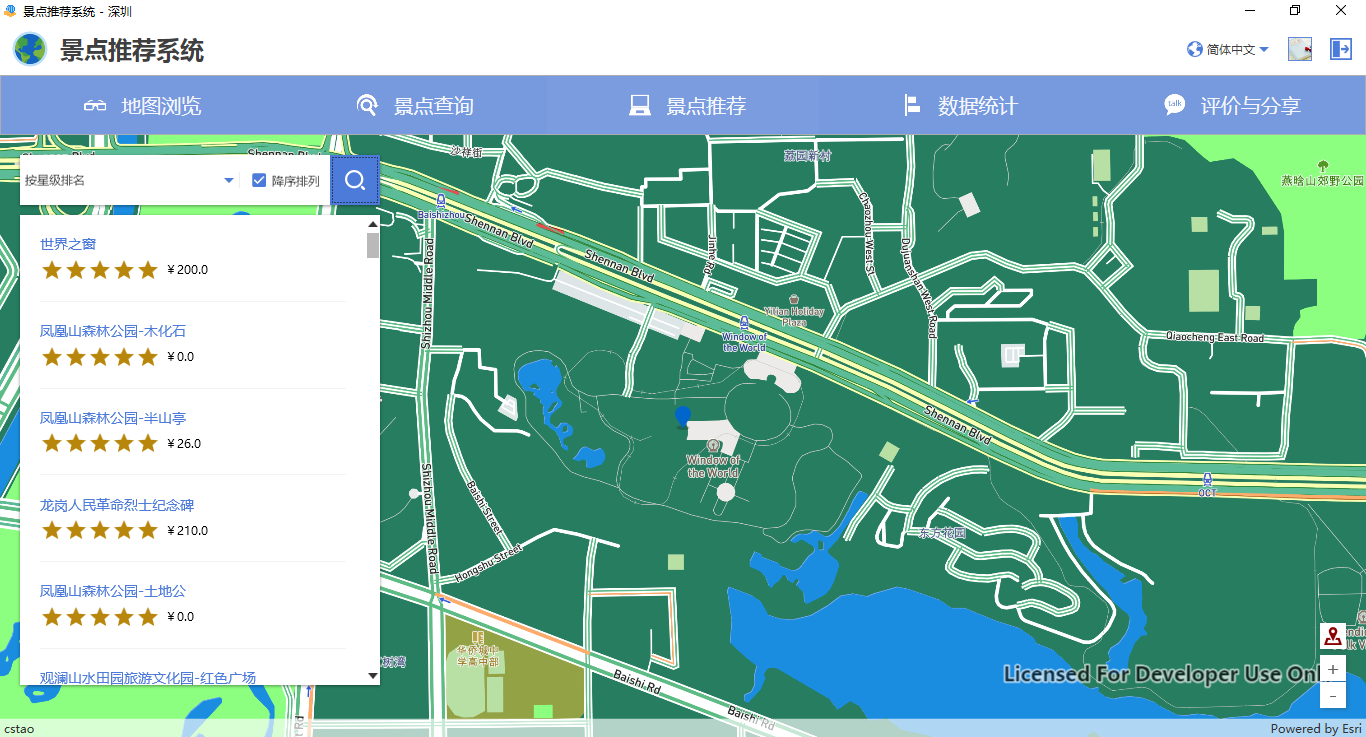 景点推荐系统 - 深圳
景点推荐系统
简体中文
地图浏览
景点查询
景点推荐
数据统计
talk
评价与分享
Shennan Blvd
沙祥街
荔园新村
燕晗山郊野公园
按星级排名
降序排列
Baishizhou
Shennan Blvd
Shennan Blvd
Jinhe Rd
Chaozhou West St
Dujuanshan West Road
世界之窗
¥200.0
Shizhou Middle Road
Yitian Holiday
Plaza
Window of
the World
Qiaocheng East Road
凤凰山森林公园-木化石
¥0.0
凤凰山森林公园-半山亭
¥26.0
Shennan Blvd
Window of
the World
OCT
龙岗人民革命烈士纪念碑
¥210.0
Shizhou Middle Road
Baishi Street
东方花园
Hongshu Street
凤凰山森林公园-土地公
¥0.0
华侨城中
学高中部
树湾
观澜山水田园旅游文化园-红色广场
Baishi Rd
Baishi Rd
Licensed For Developer Use Onl
+
-
cstao
Powered by Esri